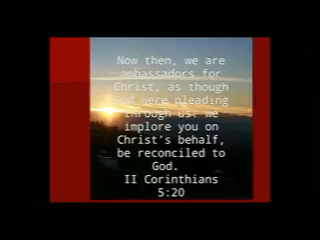 Now then, we are
ambassadors for
Christ, as though
God were pleading
through us: we
implore you on
Christ's behalf,
be reconciled to
God.
II Corinthians
5:20